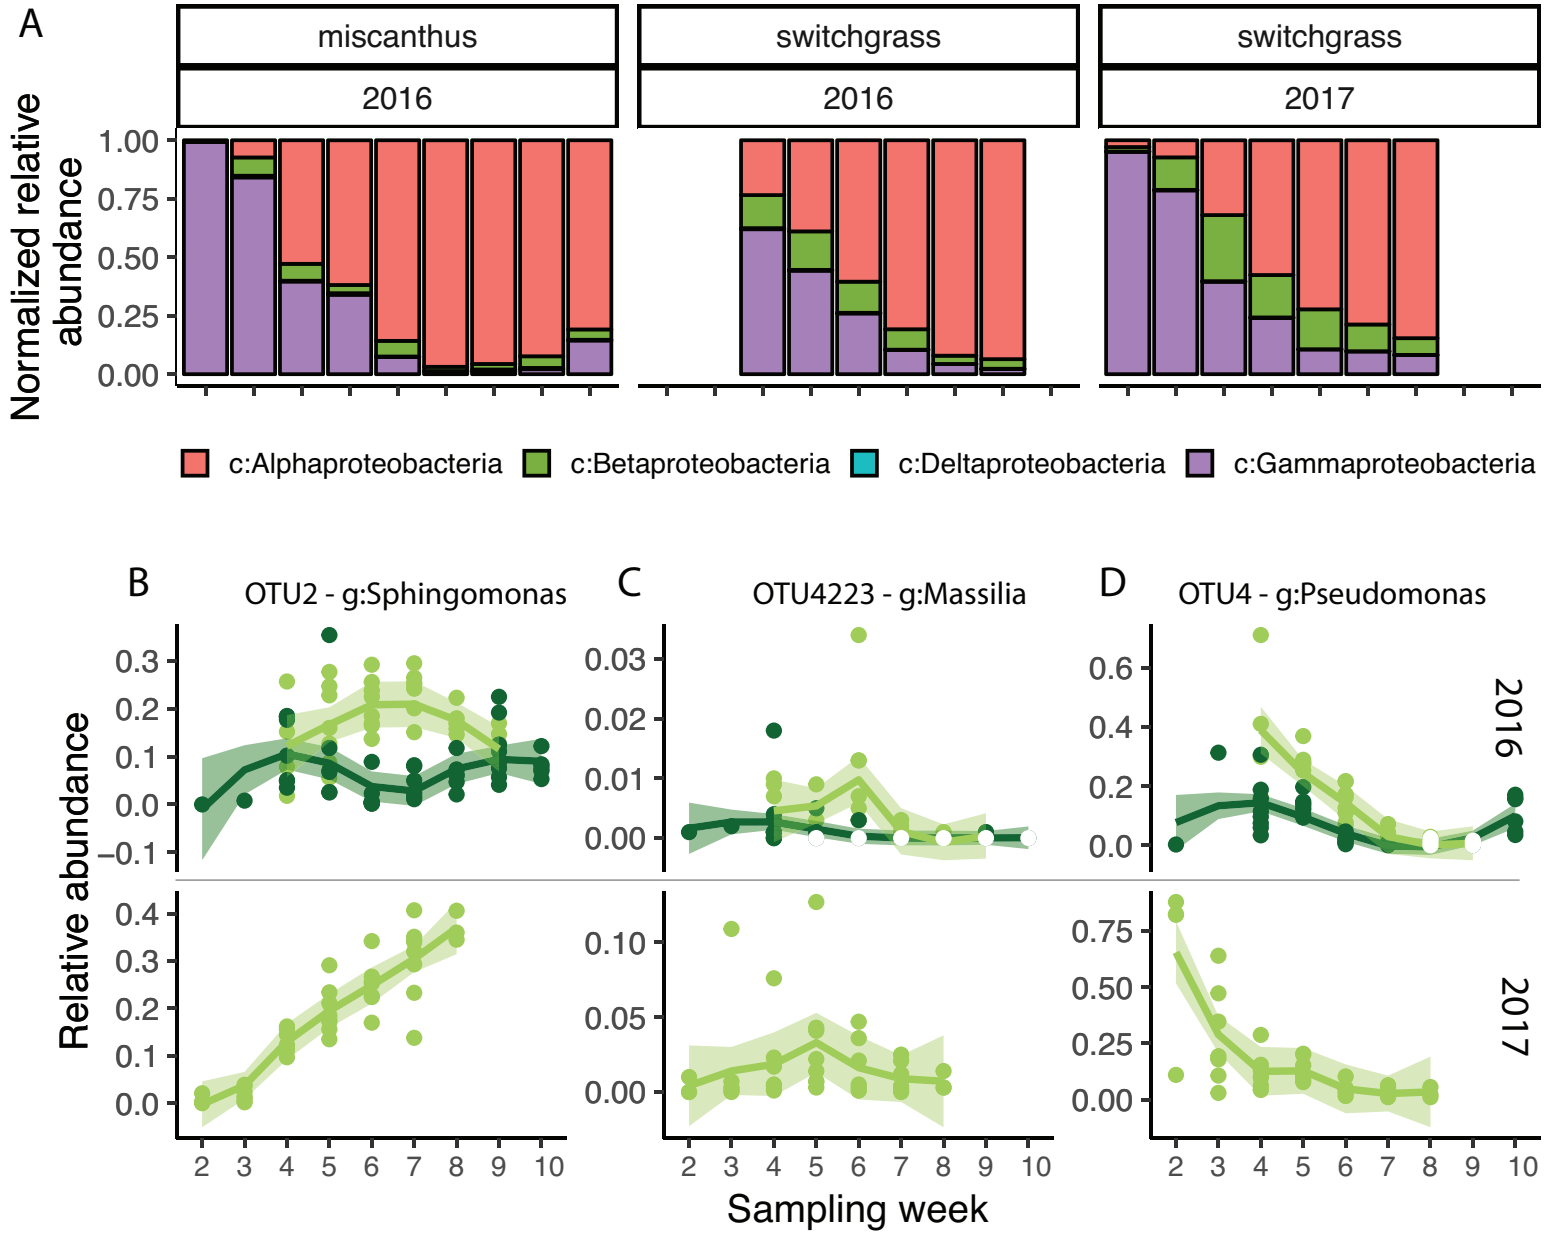 A
miscanthus
switchgrass
switchgrass
2016
2016
2017
Normalized relative
abundance
1.00
0.75
0.50
0.25
0.00
c:Alphaproteobacteria
c:Betaproteobacteria
c:Deltaproteobacteria
c:Gammaproteobacteria
B
OTU2 - g:Sphingomonas
C
OTU4223 - g:Massilia
D
OTU4 - g:Pseudomonas
Relative abundance
0.3
0.2
0.1
0.0
−0.1
0.03
0.02
0.01
0.00
0.6
0.4
0.2
0.0
2016
0.4
0.3
0.2
0.1
0.0
0.10
0.05
0.00
0.75
0.50
0.25
0.00
2017
2 3 4 5 6 7 8 9 10
2 3 4 5 6 7 8 9 10
2 3 4 5 6 7 8 9 10
Sampling week